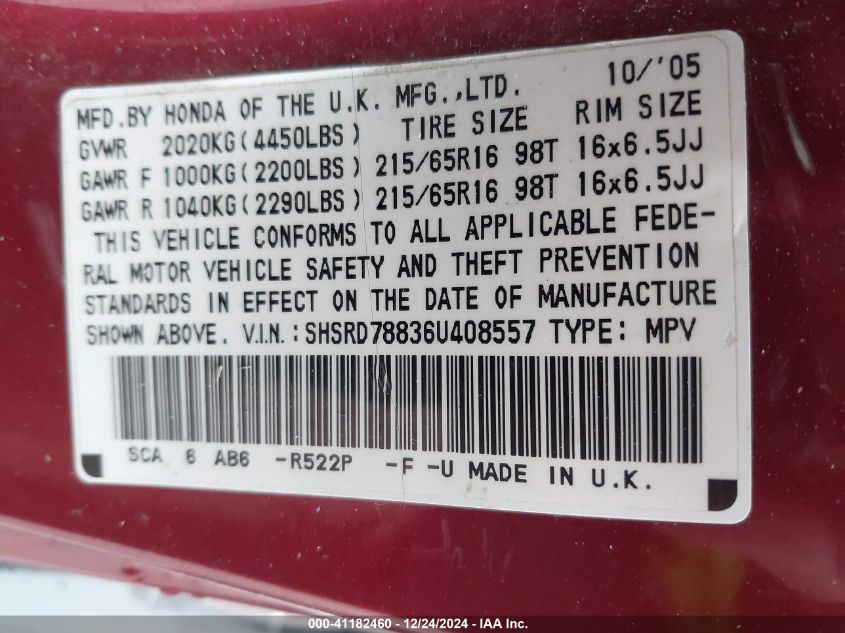 MFD.BY HONDA OF THE U.K. MFG.,LTD. 10/'05
GVWR 2020KG(4450LBS) TIRE SIZE RIM SIZE
GAWR F 1000KG(2200LBS) 215/65R16 98T 16x6.5JJ
GAWR R 1040KG(2290LBS) 215/65R16 98T 16x6.5JJ
THIS VEHICLE CONFORMS TO ALL APPLICABLE FEDE-
RAL MOTOR VEHICLE SAFETY AND THEFT PREVENTION
STANDARDS IN EFFECT ON THE DATE OF MANUFACTURE
SHOWN ABOVE. V.I.N.:SHSRD78836U408557 TYPE: MPV
SCA 6 AB6 -R522P -F -U MADE IN U.K.
000-41182460 - 12/24/2024 - IAA Inc.